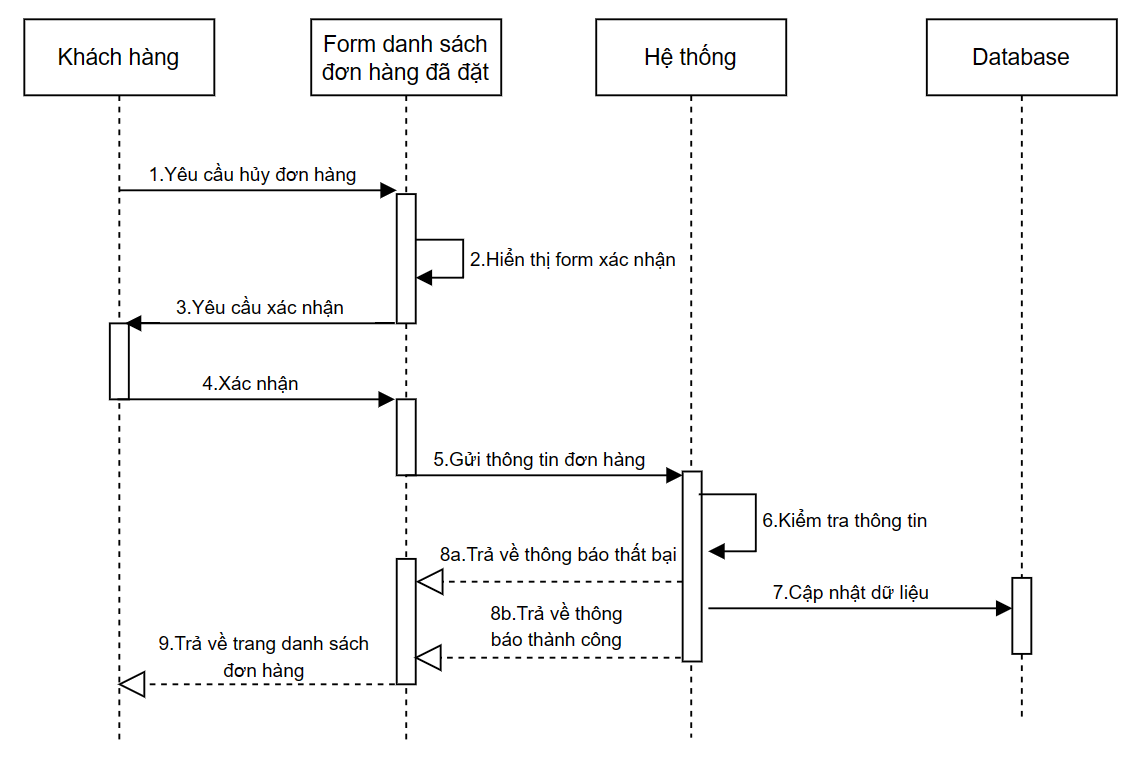 Khách hàng
Form danh sách
đơn hàng đã đặt
Hệ thống
Database
1.Yêu cầu hủy đơn hàng
2.Hiển thị form xác nhận
3.Yêu cầu xác nhận
4.Xác nhận
5.Gửi thông tin đơn hàng
6.Kiểm tra thông tin
8a.Trả về thông báo thất bại
7.Cập nhật dữ liệu
8b.Trả về thông
báo thành công
9.Trả về trang danh sách
đơn hàng